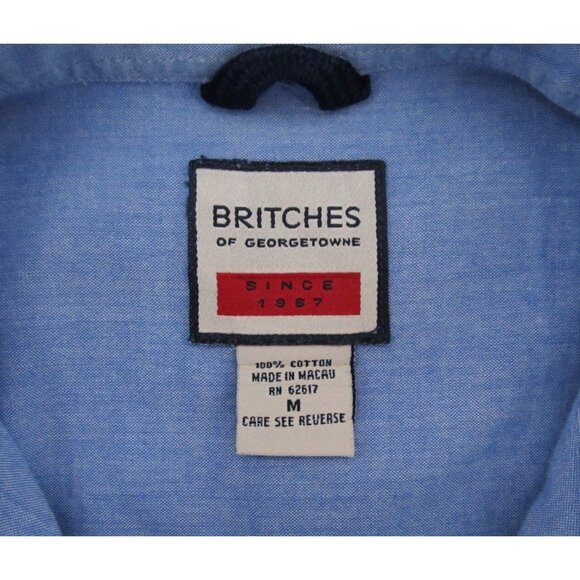 BRITCHES
OF GEORGETOWNE
SINCE
1967
100% COTTON
MADE IN MACAU
RN 62617
M
CARE SEE REVERSE